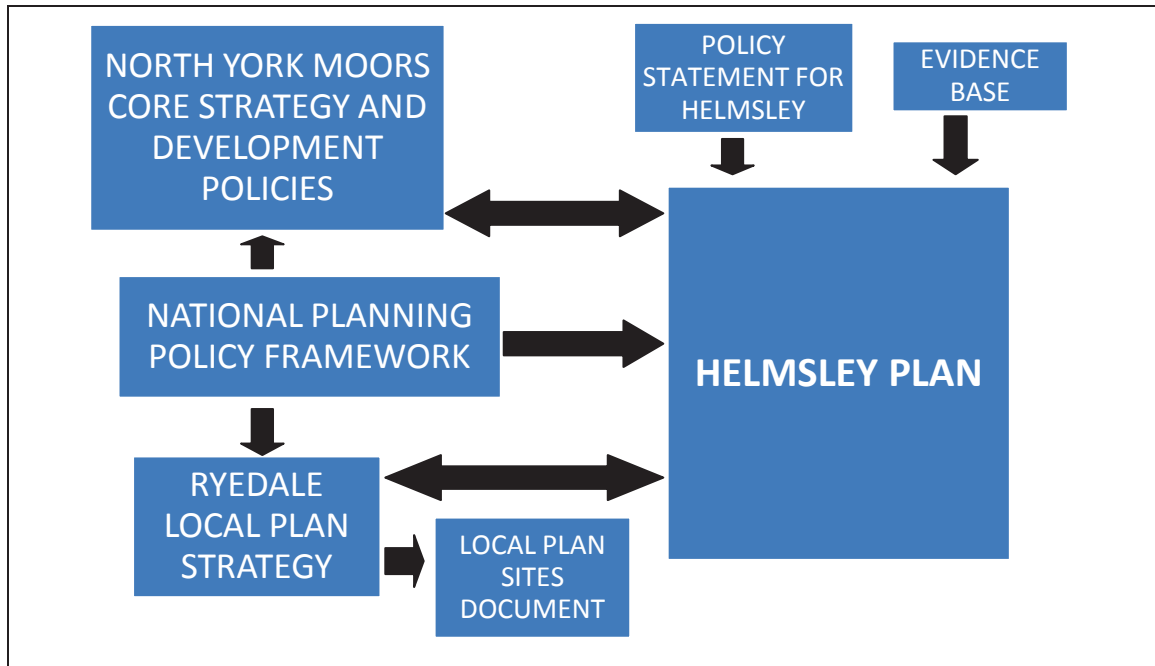 NORTH YORK MOORS
CORE STRATEGY AND
DEVELOPMENT
POLICIES
POLICY
STATEMENT FOR
HELMSLEY
EVIDENCE
BASE
NATIONAL PLANNING
POLICY FRAMEWORK
HELMSLEY PLAN
RYEDALE
LOCAL PLAN
STRATEGY
LOCAL PLAN
SITES
DOCUMENT